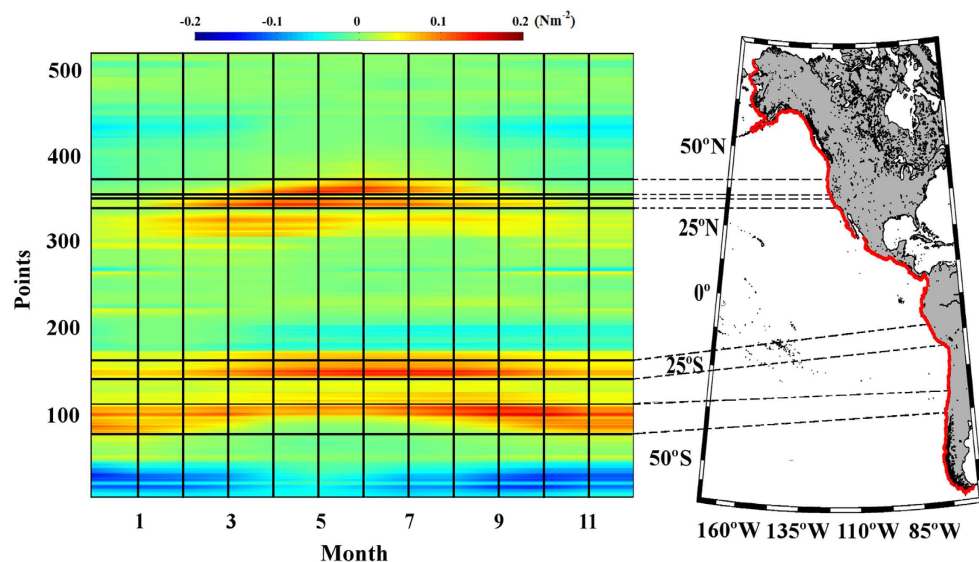 -0.2 -0.1 0 0.1 0.2 (Nm-2)
500
400
300
200
100
Points
1 3 5 7 9 11
Month
50ºN
25ºN
0º
25ºS
50ºS
160ºW 135ºW 110ºW 85ºW